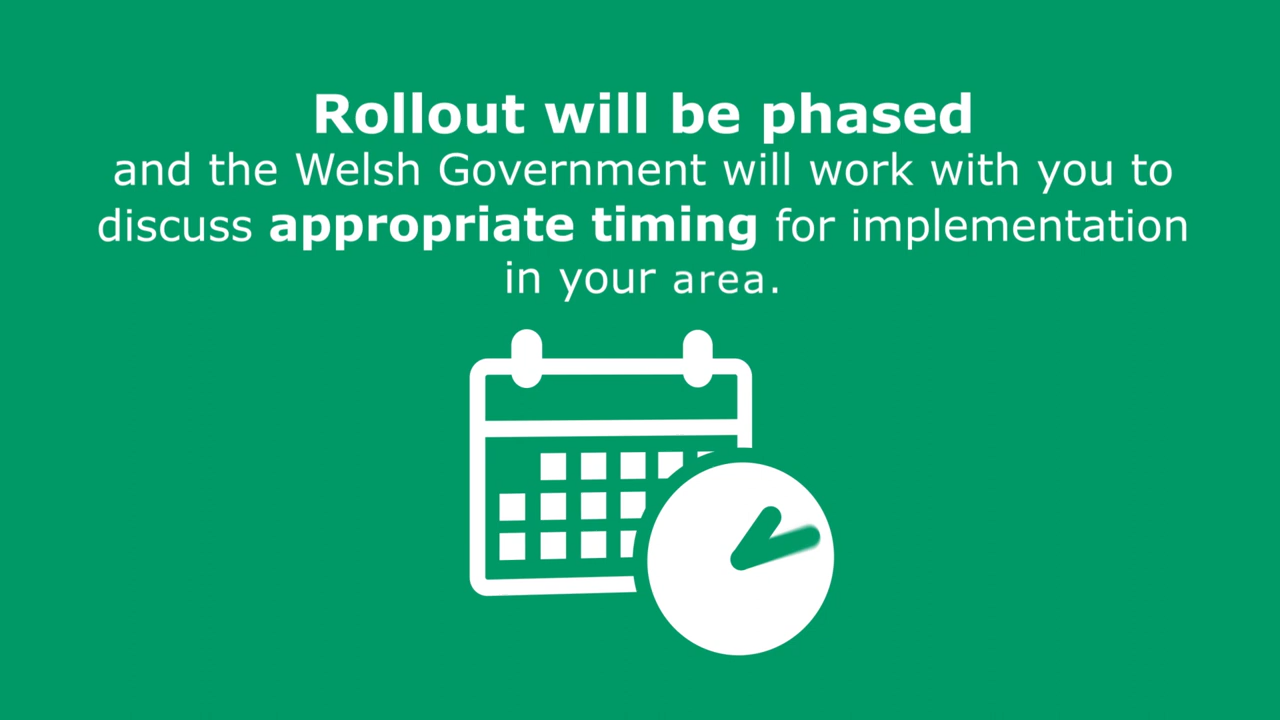 Rollout will be phased
and the Welsh Government will work with you to
discuss appropriate timing for implementation
in your area.